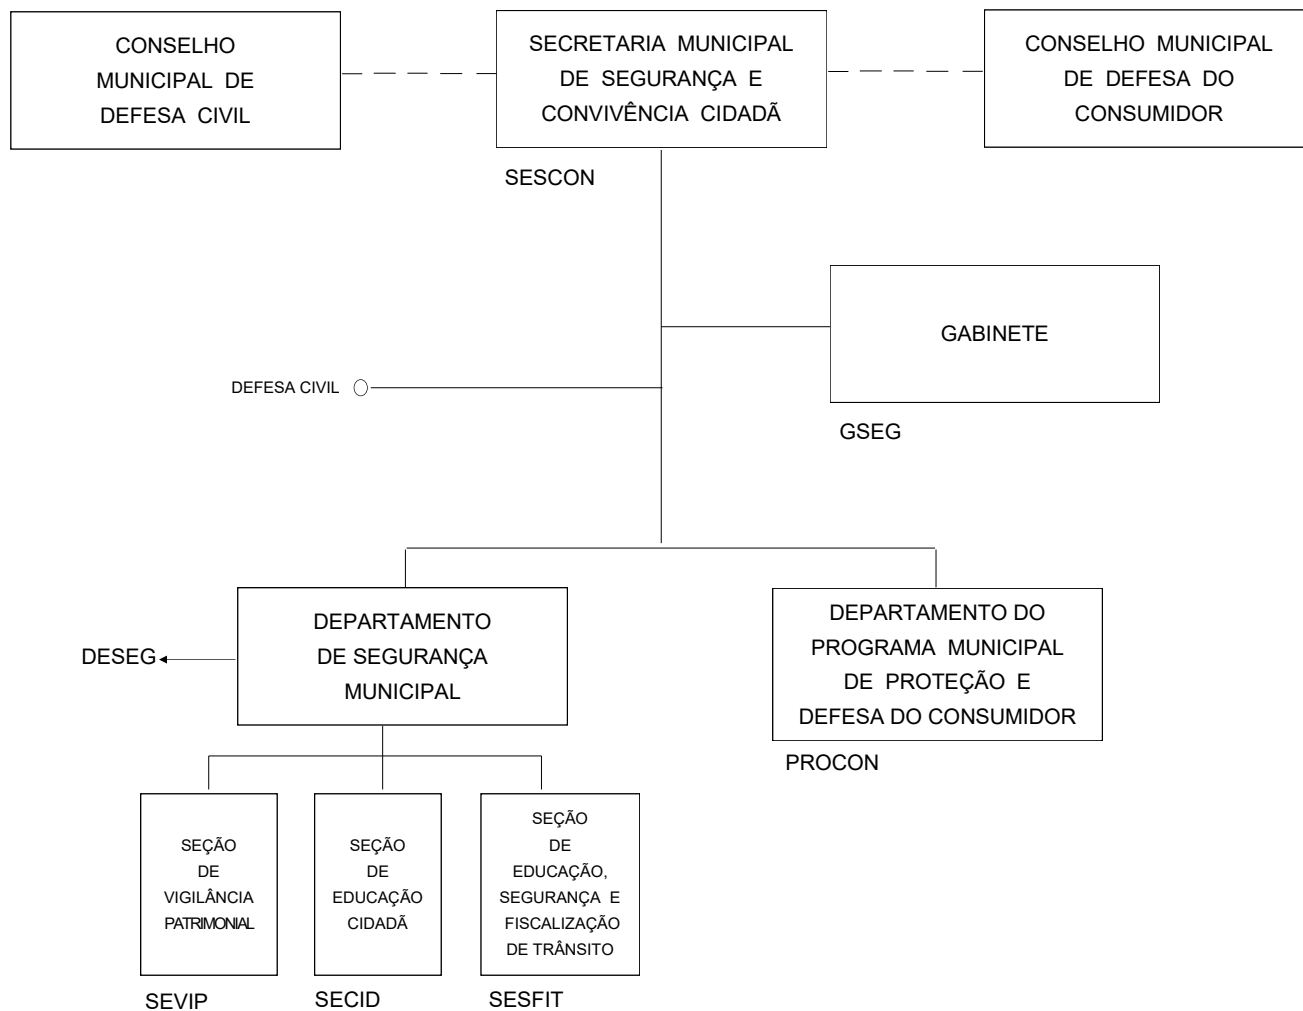 CONSELHO
MUNICIPAL DE
DEFESA CIVIL
SECRETARIA MUNICIPAL
DE SEGURANÇA E
CONVIVÊNCIA CIDADÃ
CONSELHO MUNICIPAL
DE DEFESA DO
CONSUMIDOR
SESCON
GABINETE
GSEG
DEFESA CIVIL
DEPARTAMENTO
DE SEGURANÇA
MUNICIPAL
DESEG
DEPARTAMENTO DO
PROGRAMA MUNICIPAL
DE PROTEÇÃO E
DEFESA DO CONSUMIDOR
PROCON
SEÇÃO
DE
VIGILÂNCIA
PATRIMONIAL
SEVIP
SEÇÃO
DE
EDUCAÇÃO
CIDADÃ
SECID
SEÇÃO
DE
EDUCAÇÃO,
SEGURANÇA E
FISCALIZAÇÃO
DE TRÂNSITO
SESFIT